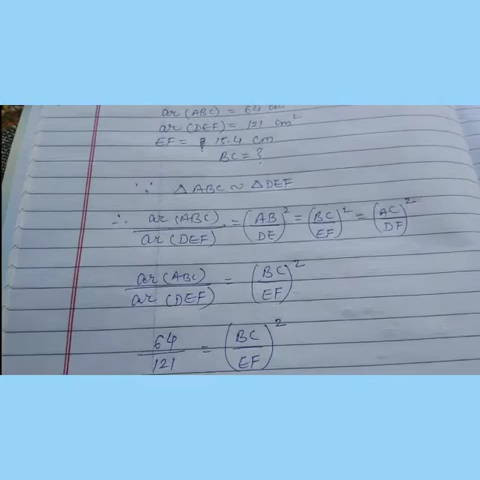 ar(ABC) = 64 cm²
ar(DEF) = 121 cm²
EF = 15.4 cm
BC = ?
∵ △ABC ~ △DEF
∴ ar(ABC)/ar(DEF) = (AB/DE)² = (BC/EF)² = (AC/DF)²
ar(ABC)/ar(DEF) = (BC/EF)²
64/121 = (BC/EF)²